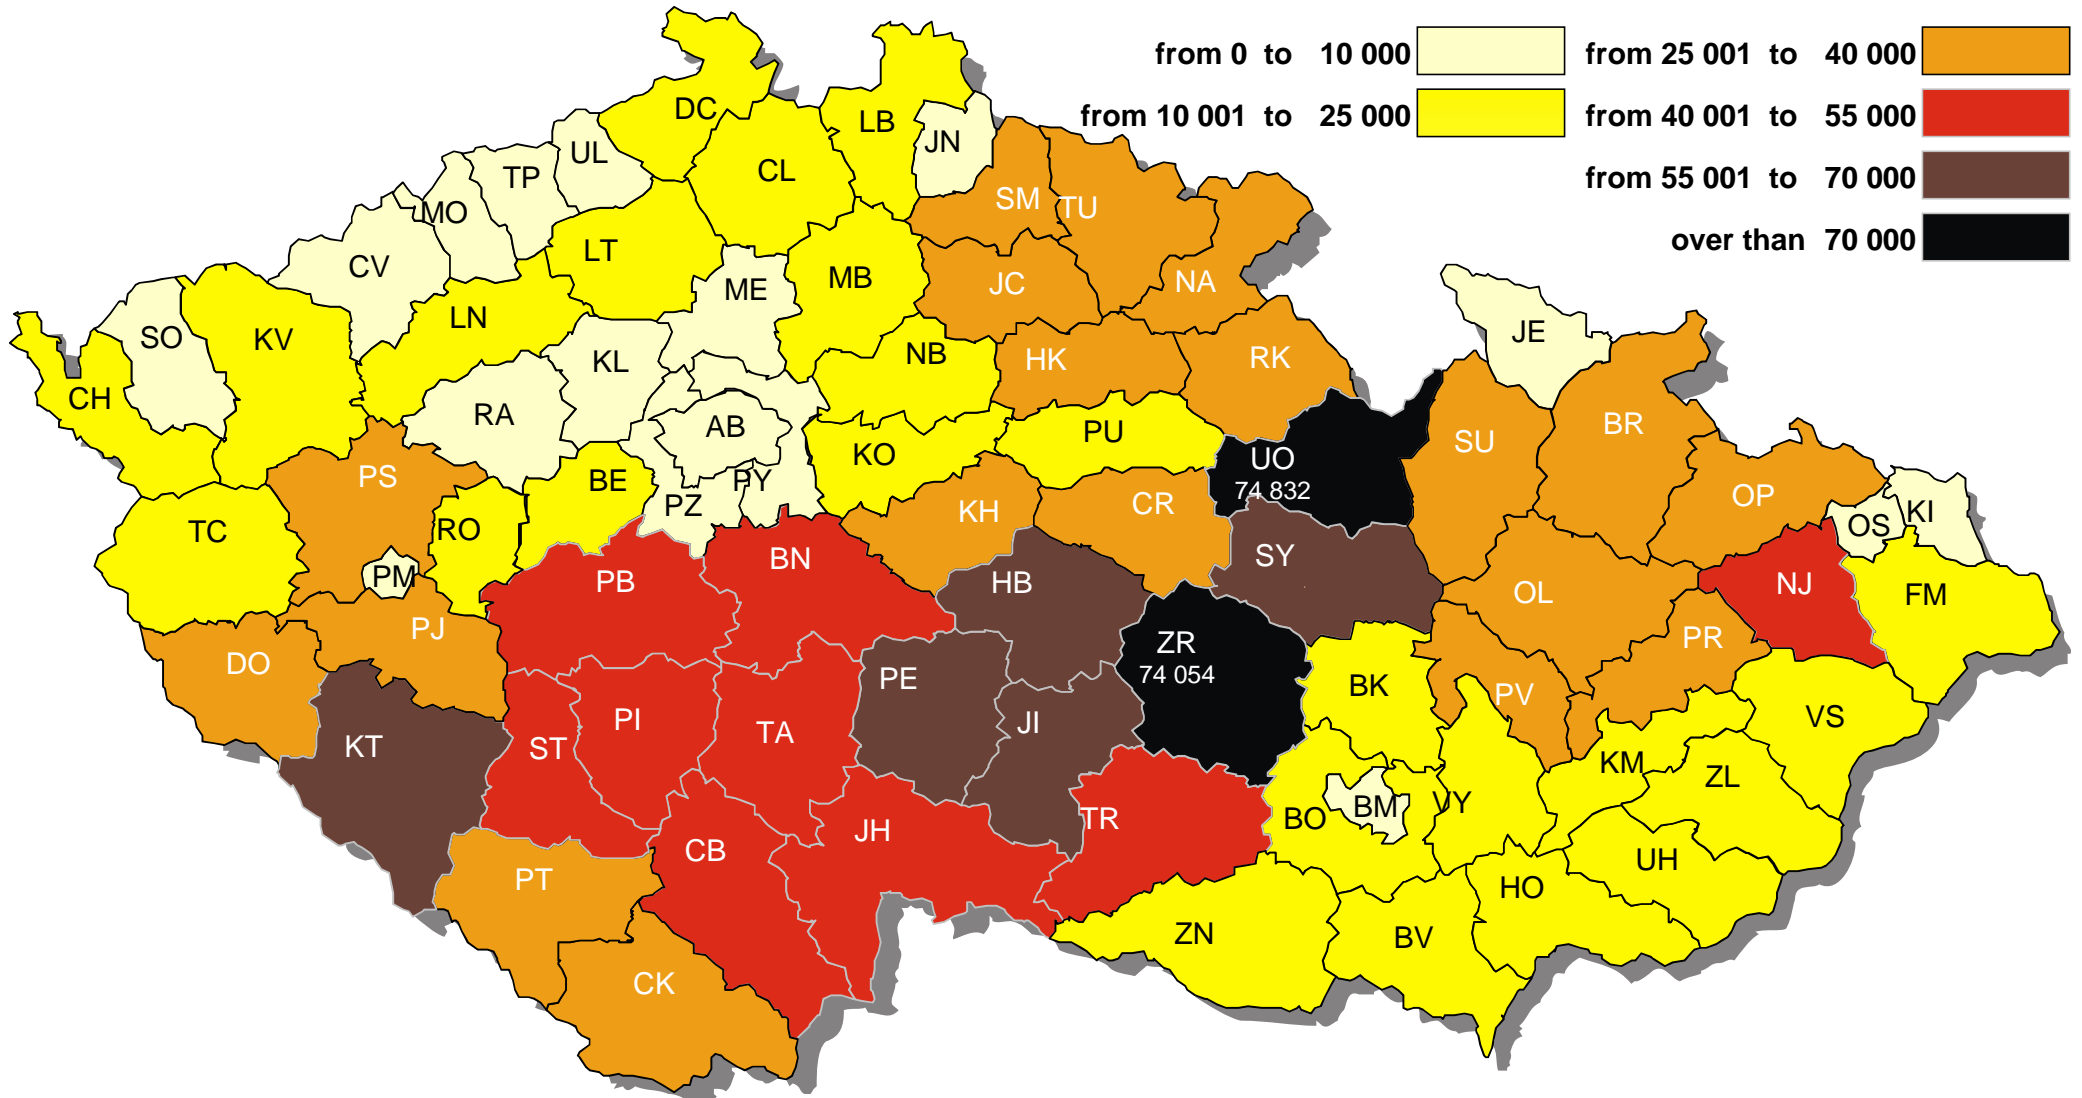 from 0 to 10 000
from 25 001 to 40 000
from 10 001 to 25 000
from 40 001 to 55 000
from 55 001 to 70 000
over than 70 000
DC
LB
JN
UL
TP
CL
MO
SM
TU
CV
LT
ME
MB
JC
NA
SO
KV
LN
KL
NB
HK
RK
JE
CH
RA
AB
KO
PU
SU
BR
PS
BE
PZ
PY
KH
CR
UO
74 832
OP
OS
KI
TC
RO
PM
PB
BN
HB
SY
OL
NJ
FM
DO
PJ
PE
ZR
74 054
PR
KT
ST
PI
TA
JI
BK
PV
VS
KM
ZL
PT
CB
JH
TR
BO
BM
VY
UH
HO
CK
ZN
BV